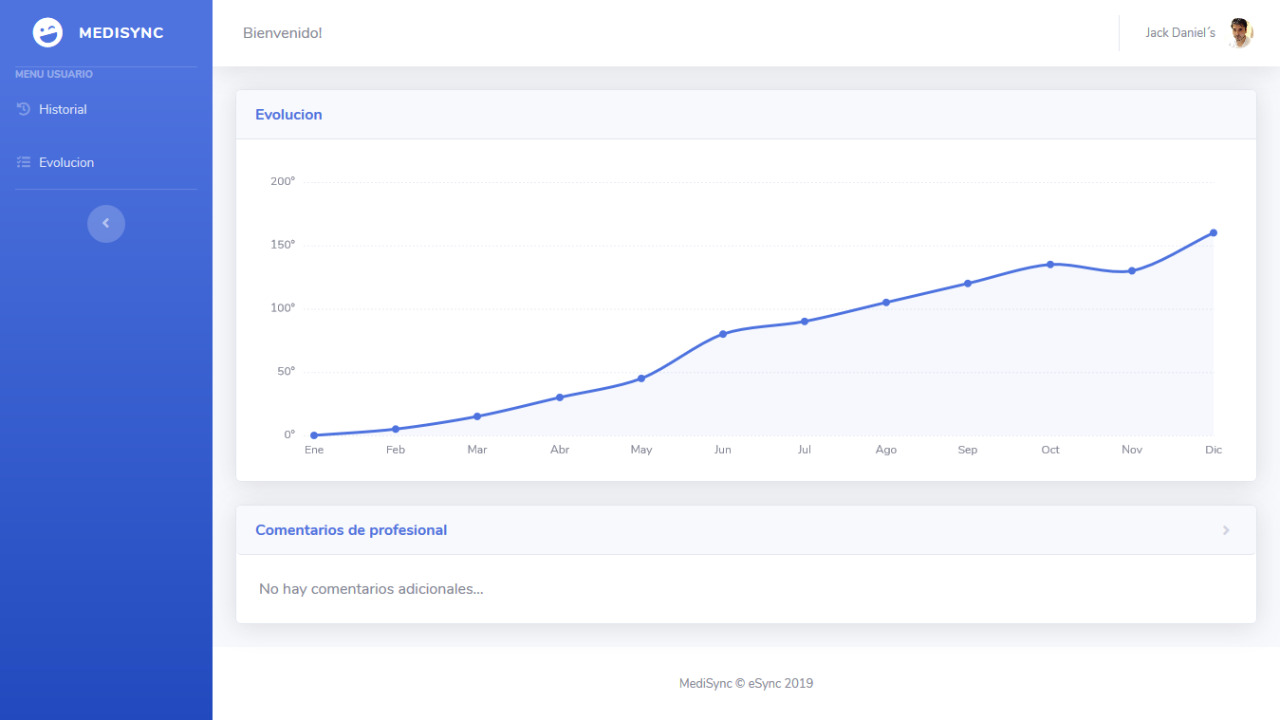 MEDISYNC
MENU USUARIO
Historial
Evolucion
Bienvenido!
Jack Daniel´s
Evolucion
200°
150°
100°
50°
0°
Ene Feb Mar Abr May Jun Jul Ago Sep Oct Nov Dic
Comentarios de profesional
No hay comentarios adicionales...
MediSync © eSync 2019